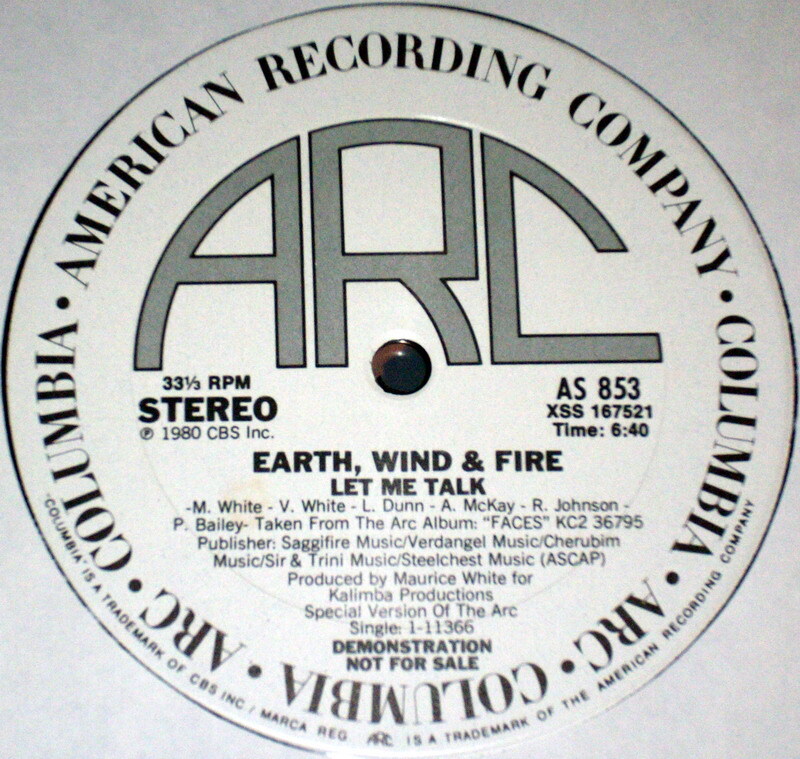 AMERICAN RECORDING COMPANY • COLUMBIA • ARC • COLUMBIA • ARC • COLUMBIA •
ARC
33⅓ RPM
STEREO
℗ 1980 CBS Inc.
AS 853
XSS 167521
Time: 6:40
EARTH, WIND & FIRE
LET ME TALK
-M. White - V. White - L. Dunn - A. McKay - R. Johnson -
P. Bailey- Taken From The Arc Album: "FACES" KC2 36795
Publisher: Saggifire Music/Verdangel Music/Cherubim
Music/Sir & Trini Music/Steelchest Music (ASCAP)
Produced by Maurice White for
Kalimba Productions
Special Version Of The Arc
Single: 1-11366
DEMONSTRATION
NOT FOR SALE
"COLUMBIA" IS A TRADEMARK OF CBS INC / MARCA REG ARC IS A TRADEMARK OF THE AMERICAN RECORDING COMPANY